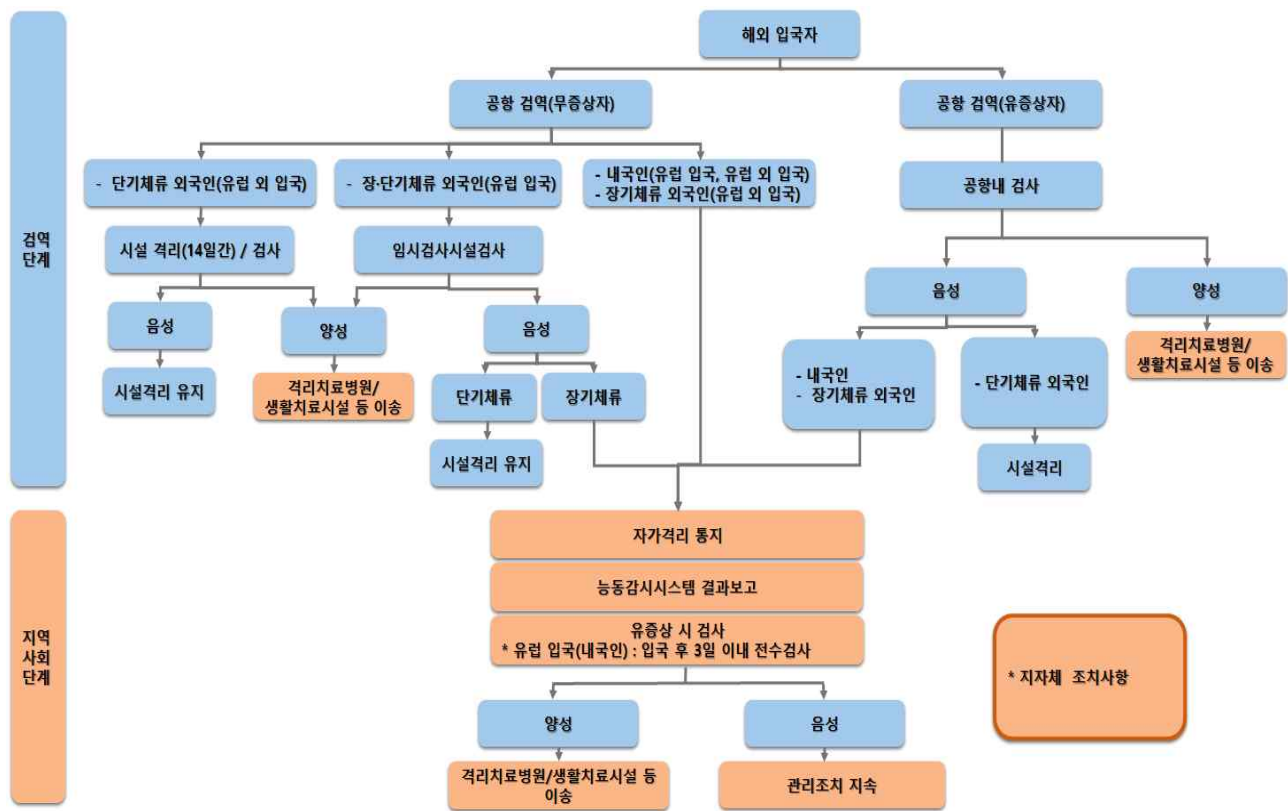 해외 입국자
공항 검역(무증상자)
공항 검역(유증상자)
- 단기체류 외국인(유럽 외 입국)
- 장·단기체류 외국인(유럽 입국)
- 내국인(유럽 입국, 유럽 외 입국)
- 장기체류 외국인(유럽 외 입국)
공항내 검사
검역
단계
시설 격리(14일간) / 검사
임시검사시설검사
음성
양성
음성
음성
양성
시설격리 유지
격리치료병원/
생활치료시설 등 이송
단기체류
장기체류
- 내국인
- 장기체류 외국인
- 단기체류 외국인
격리치료병원/
생활치료시설 등 이송
시설격리 유지
시설격리
자가격리 통지
능동감시시스템 결과보고
지역
사회
단계
유증상 시 검사
* 유럽 입국(내국인) : 입국 후 3일 이내 전수검사
* 지자체 조치사항
양성
음성
격리치료병원/생활치료시설 등
이송
관리조치 지속